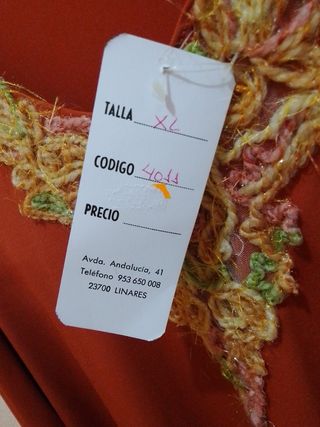 TALLA XL
CODIGO 4011
PRECIO
Avda. Andalucía, 41
Teléfono 953 650 008
23700 LINARES